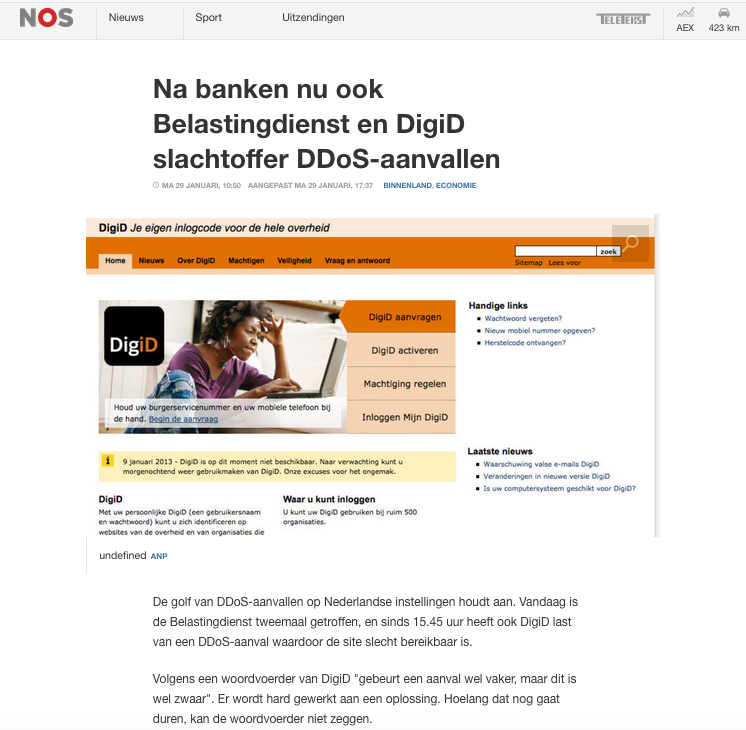 NOS
Nieuws
Sport
Uitzendingen
TELETEKST
AEX
423 km
Na banken nu ook
Belastingdienst en DigiD
slachtoffer DDoS-aanvallen
MA 29 JANUARI, 10:50 AANGEPAST MA 29 JANUARI, 17:37 BINNENLAND, ECONOMIE
DigiD Je eigen inlogcode voor de hele overheid
zoek
Home Nieuws Over DigiD Machtigen Veiligheid Vraag en antwoord
Sitemap Lees voor
DigiD
Houd uw burgerservicenummer en uw mobiele telefoon bij
de hand. Begin de aanvraag
DigiD aanvragen
DigiD activeren
Machtiging regelen
Inloggen Mijn DigiD
Handige links
Wachtwoord vergeten?
Nieuw mobiel nummer opgeven?
Herstelcode ontvangen?
i
9 januari 2013 - DigiD is op dit moment niet beschikbaar. Naar verwachting kunt u
morgenochtend weer gebruikmaken van DigiD. Onze excuses voor het ongemak.
Laatste nieuws
Waarschuwing valse e-mails DigiD
Veranderingen in nieuwe versie DigiD
Is uw computersysteem geschikt voor DigiD?
DigiD
Met uw persoonlijke DigiD (een gebruikersnaam
en wachtwoord) kunt u zich identificeren op
websites van de overheid en van organisaties die
Waar u kunt inloggen
U kunt uw DigiD gebruiken bij ruim 500
organisaties.
undefined ANP
De golf van DDoS-aanvallen op Nederlandse instellingen houdt aan. Vandaag is
de Belastingdienst tweemaal getroffen, en sinds 15.45 uur heeft ook DigiD last
van een DDoS-aanval waardoor de site slecht bereikbaar is.
Volgens een woordvoerder van DigiD "gebeurt een aanval wel vaker, maar dit is
wel zwaar". Er wordt hard gewerkt aan een oplossing. Hoelang dat nog gaat
duren, kan de woordvoerder niet zeggen.